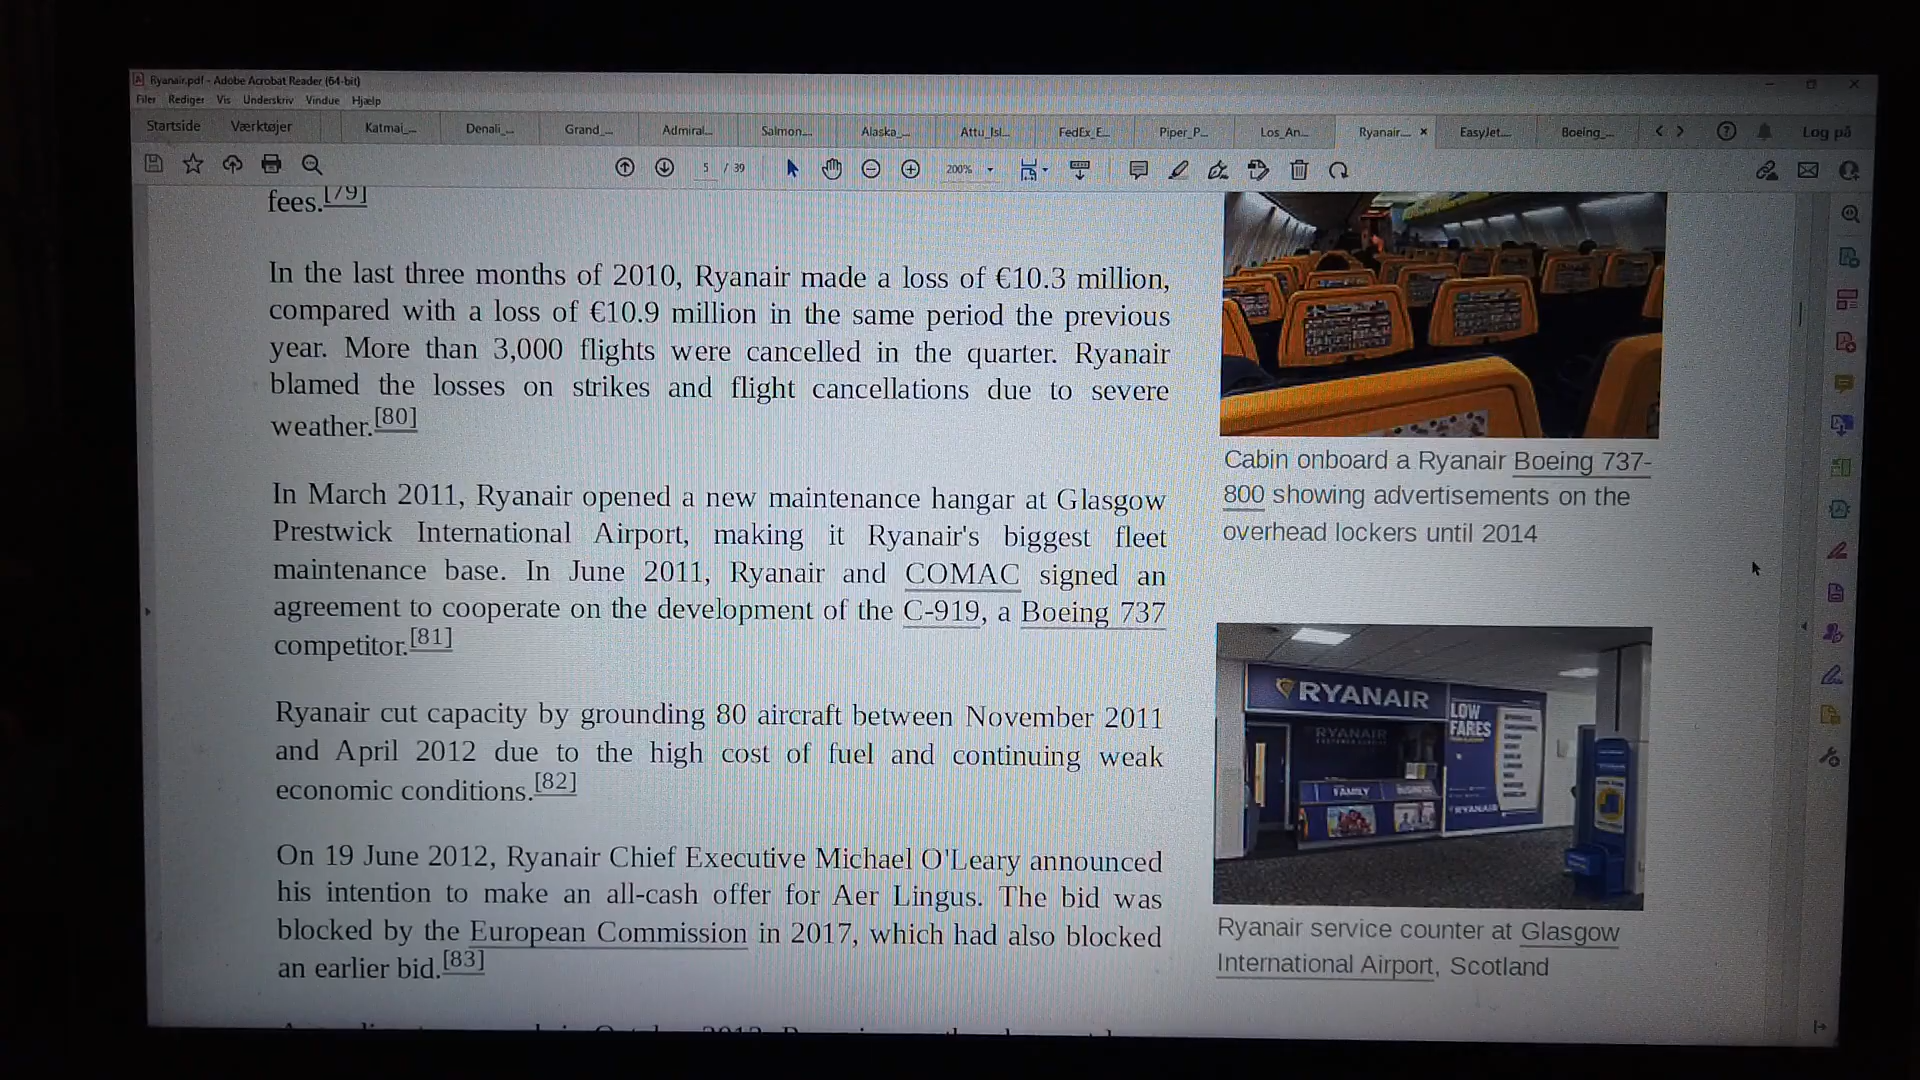 Ryanair.pdf - Adobe Acrobat Reader (64-bit)
Filer Rediger Vis Underskriv Vindue Hjælp
Startside Værktøjer Katmai_... Denali_... Grand_... Admiral... Salmon... Alaska_... Attu_Isl... FedEx_E... Piper_P... Los_An... Ryanair... × EasyJet... Boeing_... Log på
5 / 39 200%
fees.[79]
In the last three months of 2010, Ryanair made a loss of €10.3 million,
compared with a loss of €10.9 million in the same period the previous
year. More than 3,000 flights were cancelled in the quarter. Ryanair
blamed the losses on strikes and flight cancellations due to severe
weather.[80]
In March 2011, Ryanair opened a new maintenance hangar at Glasgow
Prestwick International Airport, making it Ryanair's biggest fleet
maintenance base. In June 2011, Ryanair and COMAC signed an
agreement to cooperate on the development of the C-919, a Boeing 737
competitor.[81]
Ryanair cut capacity by grounding 80 aircraft between November 2011
and April 2012 due to the high cost of fuel and continuing weak
economic conditions.[82]
On 19 June 2012, Ryanair Chief Executive Michael O'Leary announced
his intention to make an all-cash offer for Aer Lingus. The bid was
blocked by the European Commission in 2017, which had also blocked
an earlier bid.[83]
Cabin onboard a Ryanair Boeing 737-
800 showing advertisements on the
overhead lockers until 2014
RYANAIR
LOW
FARES
RYANAIR
FAMILY
RYANAIR
Ryanair service counter at Glasgow
International Airport, Scotland